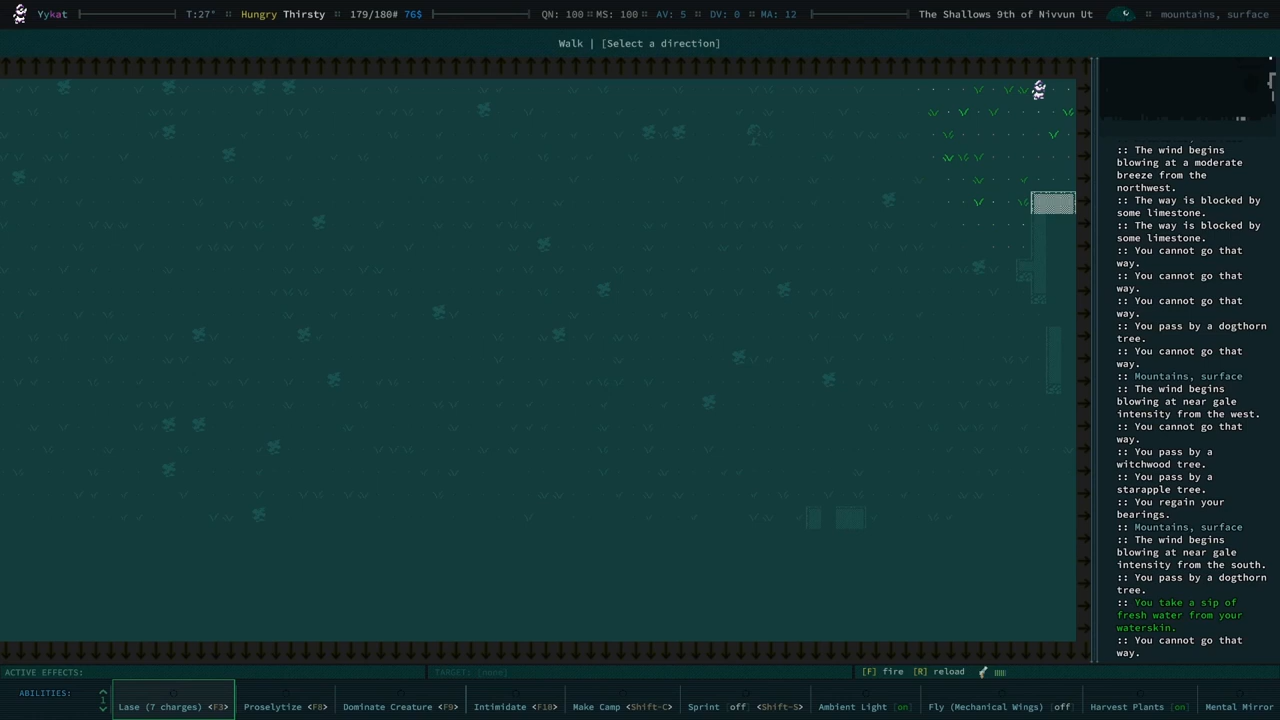 Yykat T:27° Hungry Thirsty 179/180# 76$ QN: 100 MS: 100 AV: 5 DV: 0 MA: 12 The Shallows 9th of Nivvun Ut mountains, surface
Walk | [Select a direction]
:: The wind begins
blowing at a moderate
breeze from the
northwest.
:: The way is blocked by
some limestone.
:: The way is blocked by
some limestone.
:: You cannot go that
way.
:: You cannot go that
way.
:: You cannot go that
way.
:: You pass by a dogthorn
tree.
:: You cannot go that
way.
:: Mountains, surface
:: The wind begins
blowing at near gale
intensity from the west.
:: You cannot go that
way.
:: You pass by a
witchwood tree.
:: You pass by a
starapple tree.
:: You regain your
bearings.
:: Mountains, surface
:: The wind begins
blowing at near gale
intensity from the south.
:: You pass by a dogthorn
tree.
:: You take a sip of
fresh water from your
waterskin.
:: You cannot go that
way.
ACTIVE EFFECTS: TARGET: [none] [F] fire [R] reload
ABILITIES: 1 Lase (7 charges) <F3> Proselytize <F8> Dominate Creature <F9> Intimidate <F10> Make Camp <Shift-C> Sprint [off] <Shift-S> Ambient Light [on] Fly (Mechanical Wings) [off] Harvest Plants [on] Mental Mirror